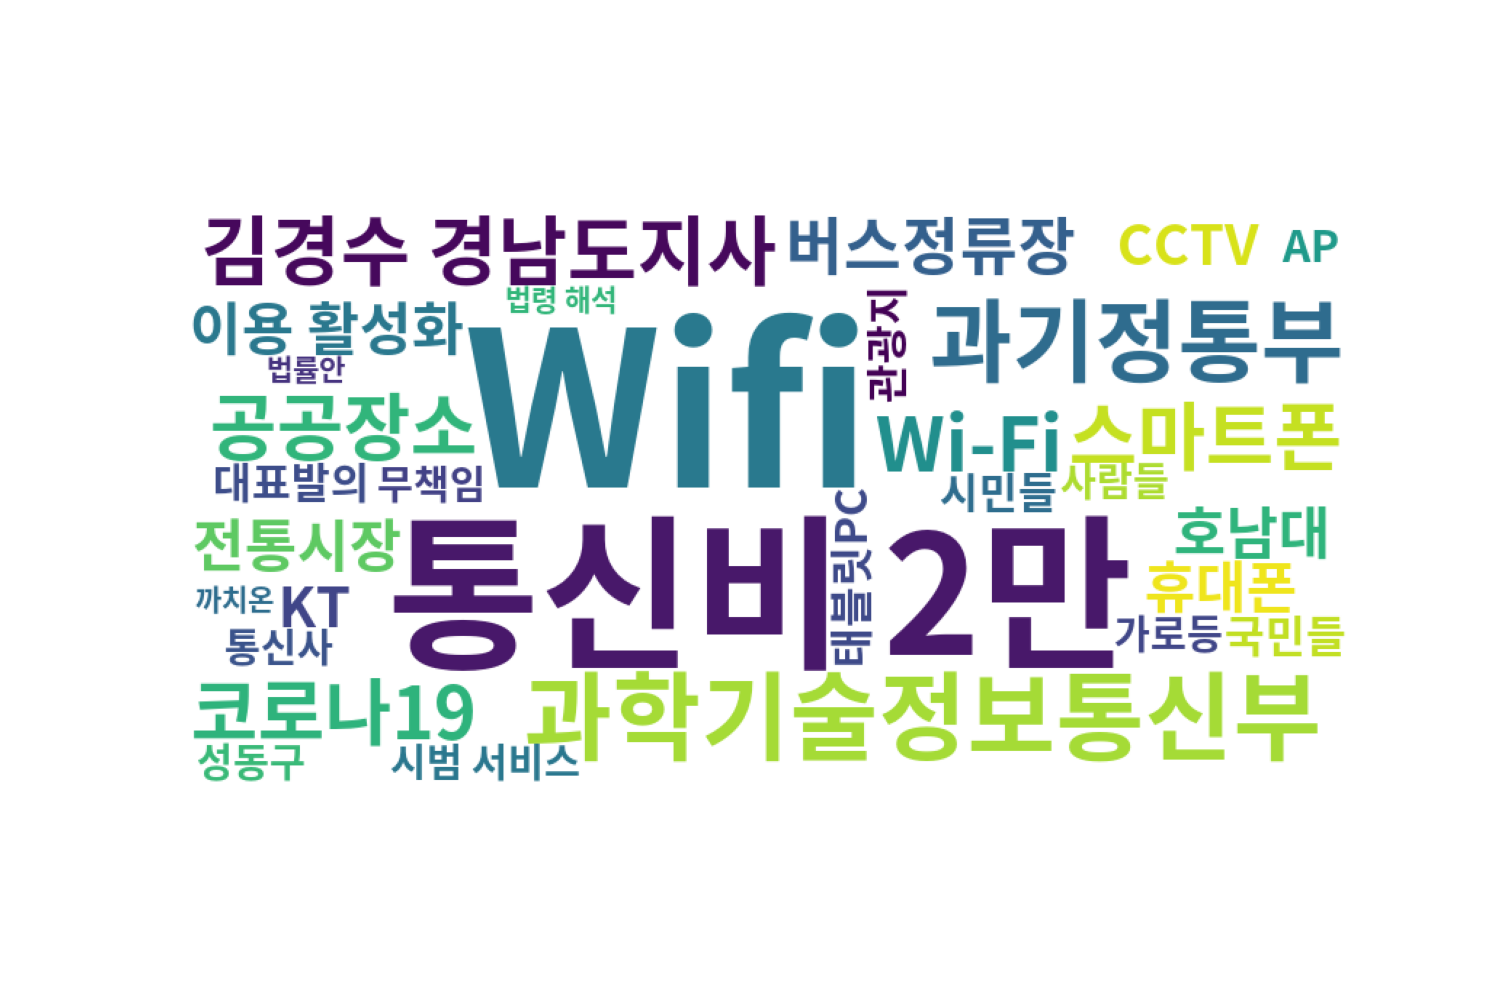 김경수 경남도지사
버스정류장
CCTV
AP
법령 해석
이용 활성화
Wifi
관광지
과기정통부
법률안
공공장소
Wi-Fi
스마트폰
대표발의
무책임
시민들
사람들
전통시장
통신비 2만
태블릿PC
호남대
까치온
KT
휴대폰
통신사
가로등
국민들
코로나19
과학기술정보통신부
성동구
시범 서비스